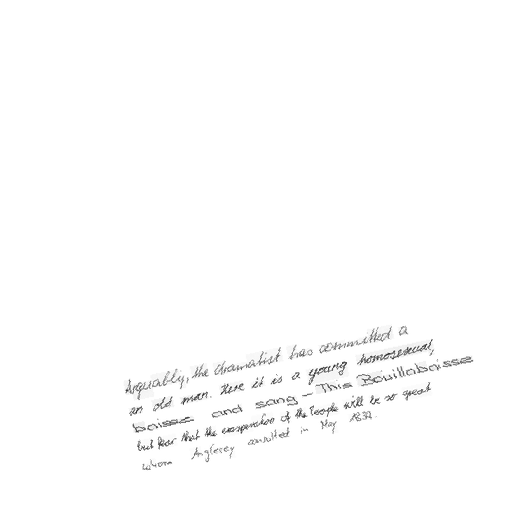 Arguably, the dramatist has committed a
an old man. Here it is a young homosexual,
baisse and sang - This Bouillabaisse
but fear that the exasperation of the People will be so great
whom Anglesey consulted in May 1832.